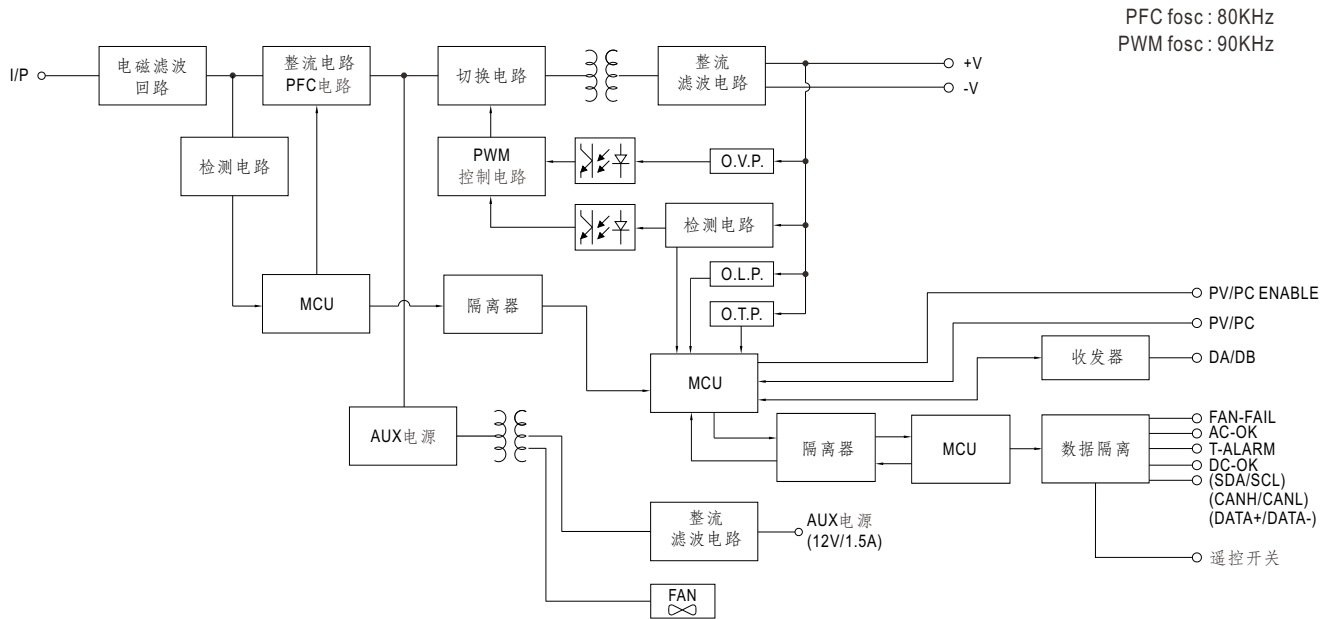 PFC fosc : 80KHz
PWM fosc : 90KHz
I/P
电磁滤波
回路
整流电路
PFC电路
切换电路
整流
滤波电路
+V
-V
检测电路
PWM
控制电路
O.V.P.
检测电路
O.L.P.
O.T.P.
MCU
隔离器
MCU
PV/PC ENABLE
PV/PC
收发器
DA/DB
AUX电源
隔离器
MCU
数据隔离
FAN-FAIL
AC-OK
T-ALARM
DC-OK
(SDA/SCL)
(CANH/CANL)
(DATA+/DATA-)
整流
滤波电路
AUX电源
(12V/1.5A)
遥控开关
FAN